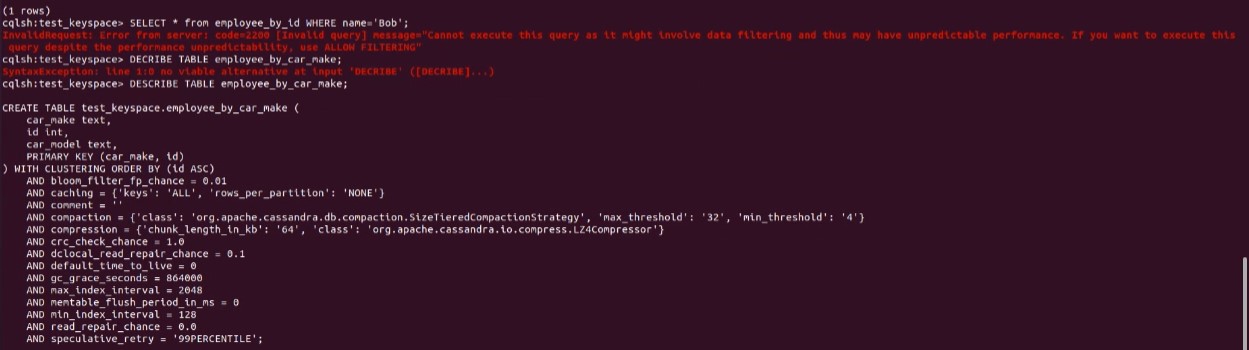 (1 rows)
cqlsh:test_keyspace> SELECT * from employee_by_id WHERE name='Bob';
InvalidRequest: Error from server: code=2200 [Invalid query] message="Cannot execute this query as it might involve data filtering and thus may have unpredictable performance. If you want to execute this
query despite the performance unpredictability, use ALLOW FILTERING"
cqlsh:test_keyspace> DECRIBE TABLE employee_by_car_make;
SyntaxException: line 1:0 no viable alternative at input 'DECRIBE' ([DECRIBE]...)
cqlsh:test_keyspace> DESCRIBE TABLE employee_by_car_make;
CREATE TABLE test_keyspace.employee_by_car_make (
car_make text,
id int,
car_model text,
PRIMARY KEY (car_make, id)
) WITH CLUSTERING ORDER BY (id ASC)
AND bloom_filter_fp_chance = 0.01
AND caching = {'keys': 'ALL', 'rows_per_partition': 'NONE'}
AND comment = ''
AND compaction = {'class': 'org.apache.cassandra.db.compaction.SizeTieredCompactionStrategy', 'max_threshold': '32', 'min_threshold': '4'}
AND compression = {'chunk_length_in_kb': '64', 'class': 'org.apache.cassandra.io.compress.LZ4Compressor'}
AND crc_check_chance = 1.0
AND dclocal_read_repair_chance = 0.1
AND default_time_to_live = 0
AND gc_grace_seconds = 864000
AND max_index_interval = 2048
AND memtable_flush_period_in_ms = 0
AND min_index_interval = 128
AND read_repair_chance = 0.0
AND speculative_retry = '99PERCENTILE';